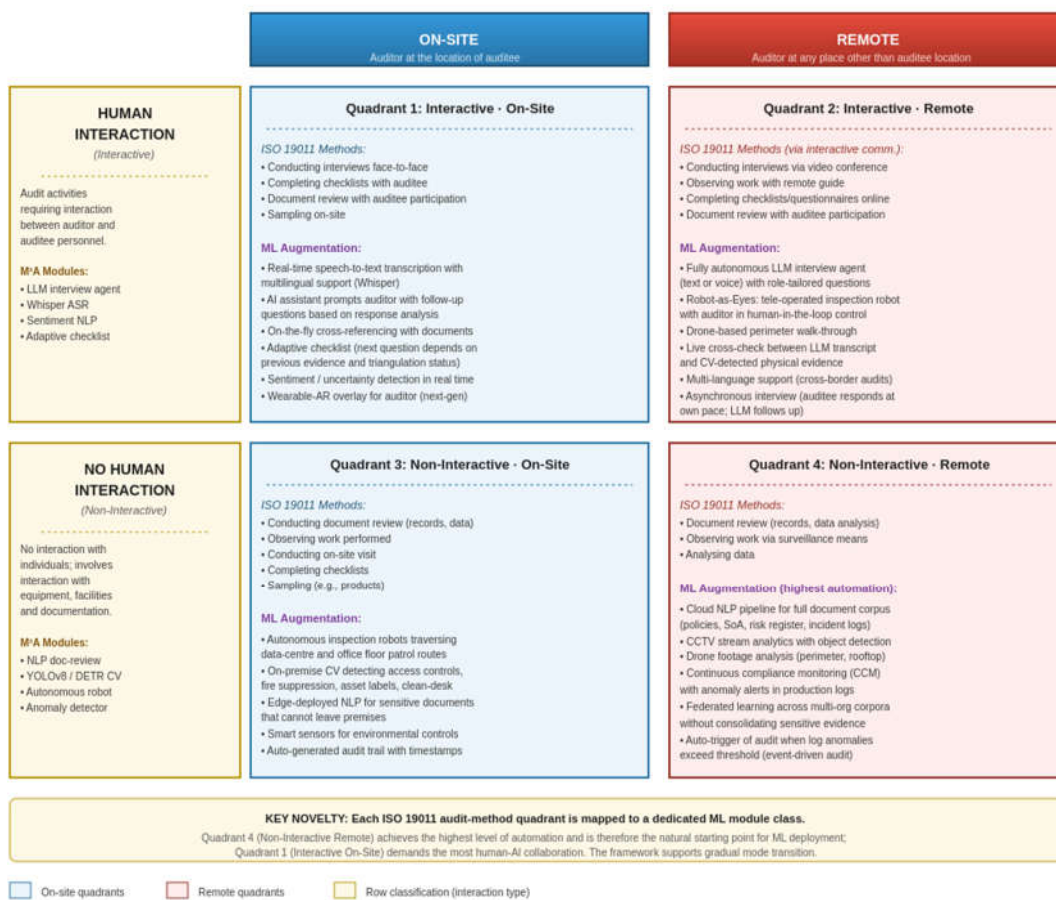 ON-SITE
Auditor at the location of auditee
REMOTE
Auditor at any place other than auditee location
HUMAN
INTERACTION
(Interactive)
Audit activities
requiring interaction
between auditor and
auditee personnel.
M³A Modules:
• LLM interview agent
• Whisper ASR
• Sentiment NLP
• Adaptive checklist
Quadrant 1: Interactive · On-Site
ISO 19011 Methods:
• Conducting interviews face-to-face
• Completing checklists with auditee
• Document review with auditee participation
• Sampling on-site
ML Augmentation:
• Real-time speech-to-text transcription with
multilingual support (Whisper)
• AI assistant prompts auditor with follow-up
questions based on response analysis
• On-the-fly cross-referencing with documents
• Adaptive checklist (next question depends on
previous evidence and triangulation status)
• Sentiment / uncertainty detection in real time
• Wearable-AR overlay for auditor (next-gen)
Quadrant 2: Interactive · Remote
ISO 19011 Methods (via interactive comm.):
• Conducting interviews via video conference
• Observing work with remote guide
• Completing checklists/questionnaires online
• Document review with auditee participation
ML Augmentation:
• Fully autonomous LLM interview agent
(text or voice) with role-tailored questions
• Robot-as-Eyes: tele-operated inspection robot
with auditor in human-in-the-loop control
• Drone-based perimeter walk-through
• Live cross-check between LLM transcript
and CV-detected physical evidence
• Multi-language support (cross-border audits)
• Asynchronous interview (auditee responds at
own pace; LLM follows up)
NO HUMAN
INTERACTION
(Non-Interactive)
No interaction with
individuals; involves
interaction with
equipment, facilities
and documentation.
M³A Modules:
• NLP doc-review
• YOLOv8 / DETR CV
• Autonomous robot
• Anomaly detector
Quadrant 3: Non-Interactive · On-Site
ISO 19011 Methods:
• Conducting document review (records, data)
• Observing work performed
• Conducting on-site visit
• Completing checklists
• Sampling (e.g., products)
ML Augmentation:
• Autonomous inspection robots traversing
data-centre and office floor patrol routes
• On-premise CV detecting access controls,
fire suppression, asset labels, clean-desk
• Edge-deployed NLP for sensitive documents
that cannot leave premises
• Smart sensors for environmental controls
• Auto-generated audit trail with timestamps
Quadrant 4: Non-Interactive · Remote
ISO 19011 Methods:
• Document review (records, data analysis)
• Observing work via surveillance means
• Analysing data
ML Augmentation (highest automation):
• Cloud NLP pipeline for full document corpus
(policies, SoA, risk register, incident logs)
• CCTV stream analytics with object detection
• Drone footage analysis (perimeter, rooftop)
• Continuous compliance monitoring (CCM)
with anomaly alerts in production logs
• Federated learning across multi-org corpora
without consolidating sensitive evidence
• Auto-trigger of audit when log anomalies
exceed threshold (event-driven audit)
KEY NOVELTY: Each ISO 19011 audit-method quadrant is mapped to a dedicated ML module class.
Quadrant 4 (Non-Interactive Remote) achieves the highest level of automation and is therefore the natural starting point for ML deployment;
Quadrant 1 (Interactive On-Site) demands the most human-AI collaboration. The framework supports gradual mode transition.
On-site quadrants
Remote quadrants
Row classification (interaction type)